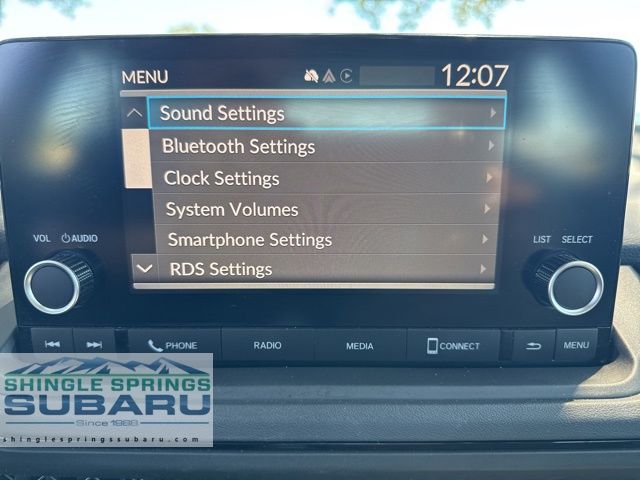 MENU 12:07
Sound Settings
Bluetooth Settings
Clock Settings
System Volumes
Smartphone Settings
RDS Settings
VOL AUDIO LIST SELECT
PHONE RADIO MEDIA CONNECT MENU
SHINGLE SPRINGS
SUBARU
Since 1988
shinglespringssubaru.com